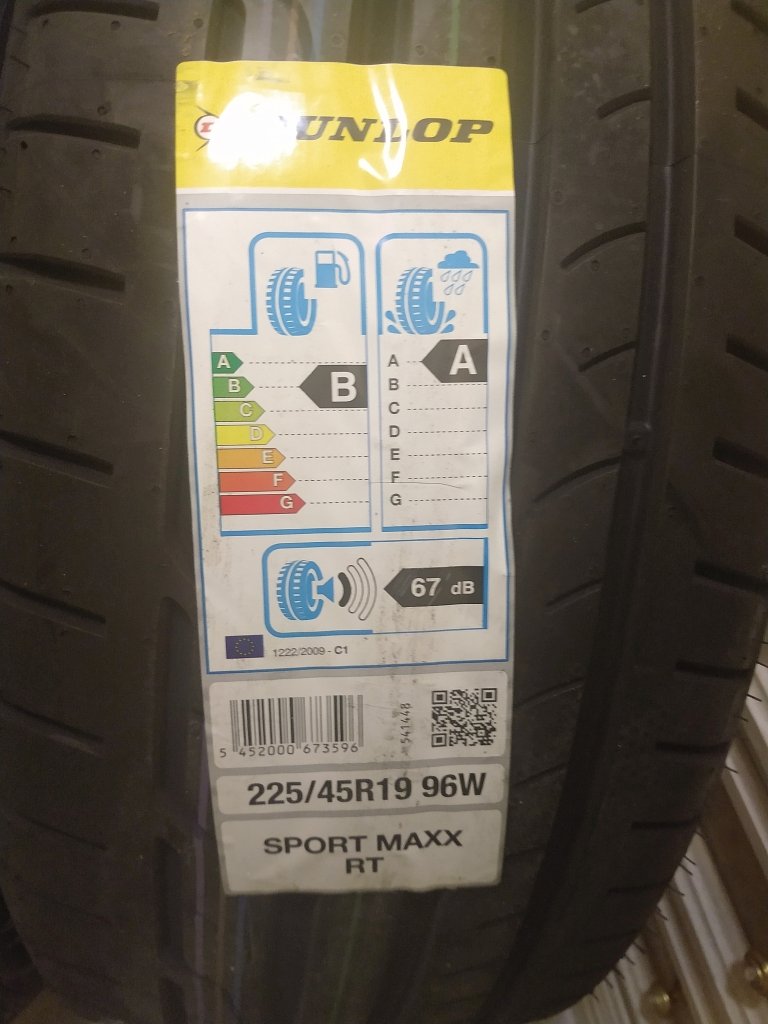 DUNLOP
A
B
C
D
E
F
G
B
A
B
C
D
E
F
G
A
67 dB
1222/2009 - C1
5 452000 673596
541448
225/45R19 96W
SPORT MAXX
RT